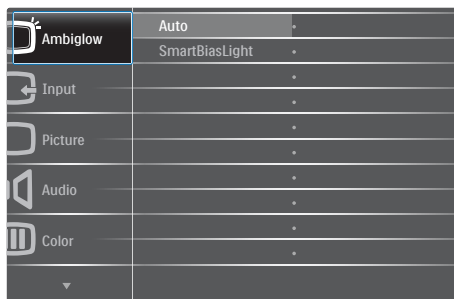 Ambiglow
Auto
SmartBiasLight
Input
Picture
Audio
Color